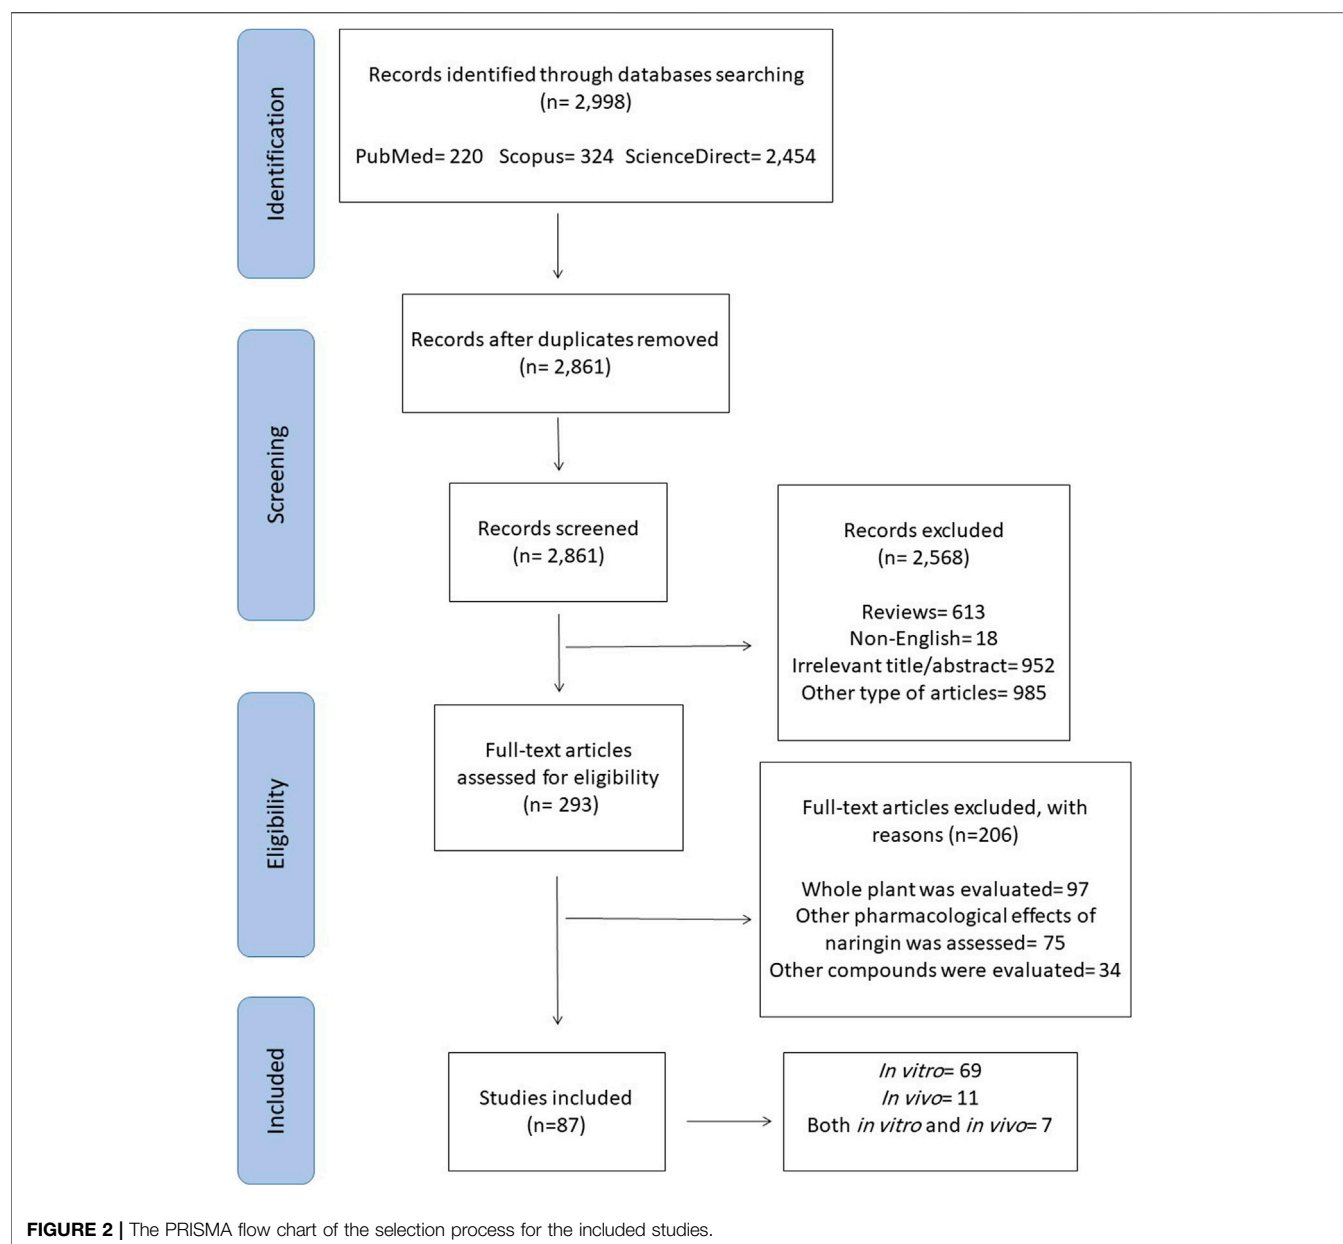 Identification
Records identified through databases searching
(n= 2,998)
PubMed= 220 Scopus= 324 ScienceDirect= 2,454
Screening
Records after duplicates removed
(n= 2,861)
Records screened
(n= 2,861)
Records excluded
(n= 2,568)
Reviews= 613
Non-English= 18
Irrelevant title/abstract= 952
Other type of articles= 985
Eligibility
Full-text articles
assessed for eligibility
(n= 293)
Full-text articles excluded, with
reasons (n=206)
Whole plant was evaluated= 97
Other pharmacological effects of
naringin was assessed= 75
Other compounds were evaluated= 34
Included
Studies included
(n=87)
In vitro= 69
In vivo= 11
Both in vitro and in vivo= 7
FIGURE 2 | The PRISMA flow chart of the selection process for the included studies.